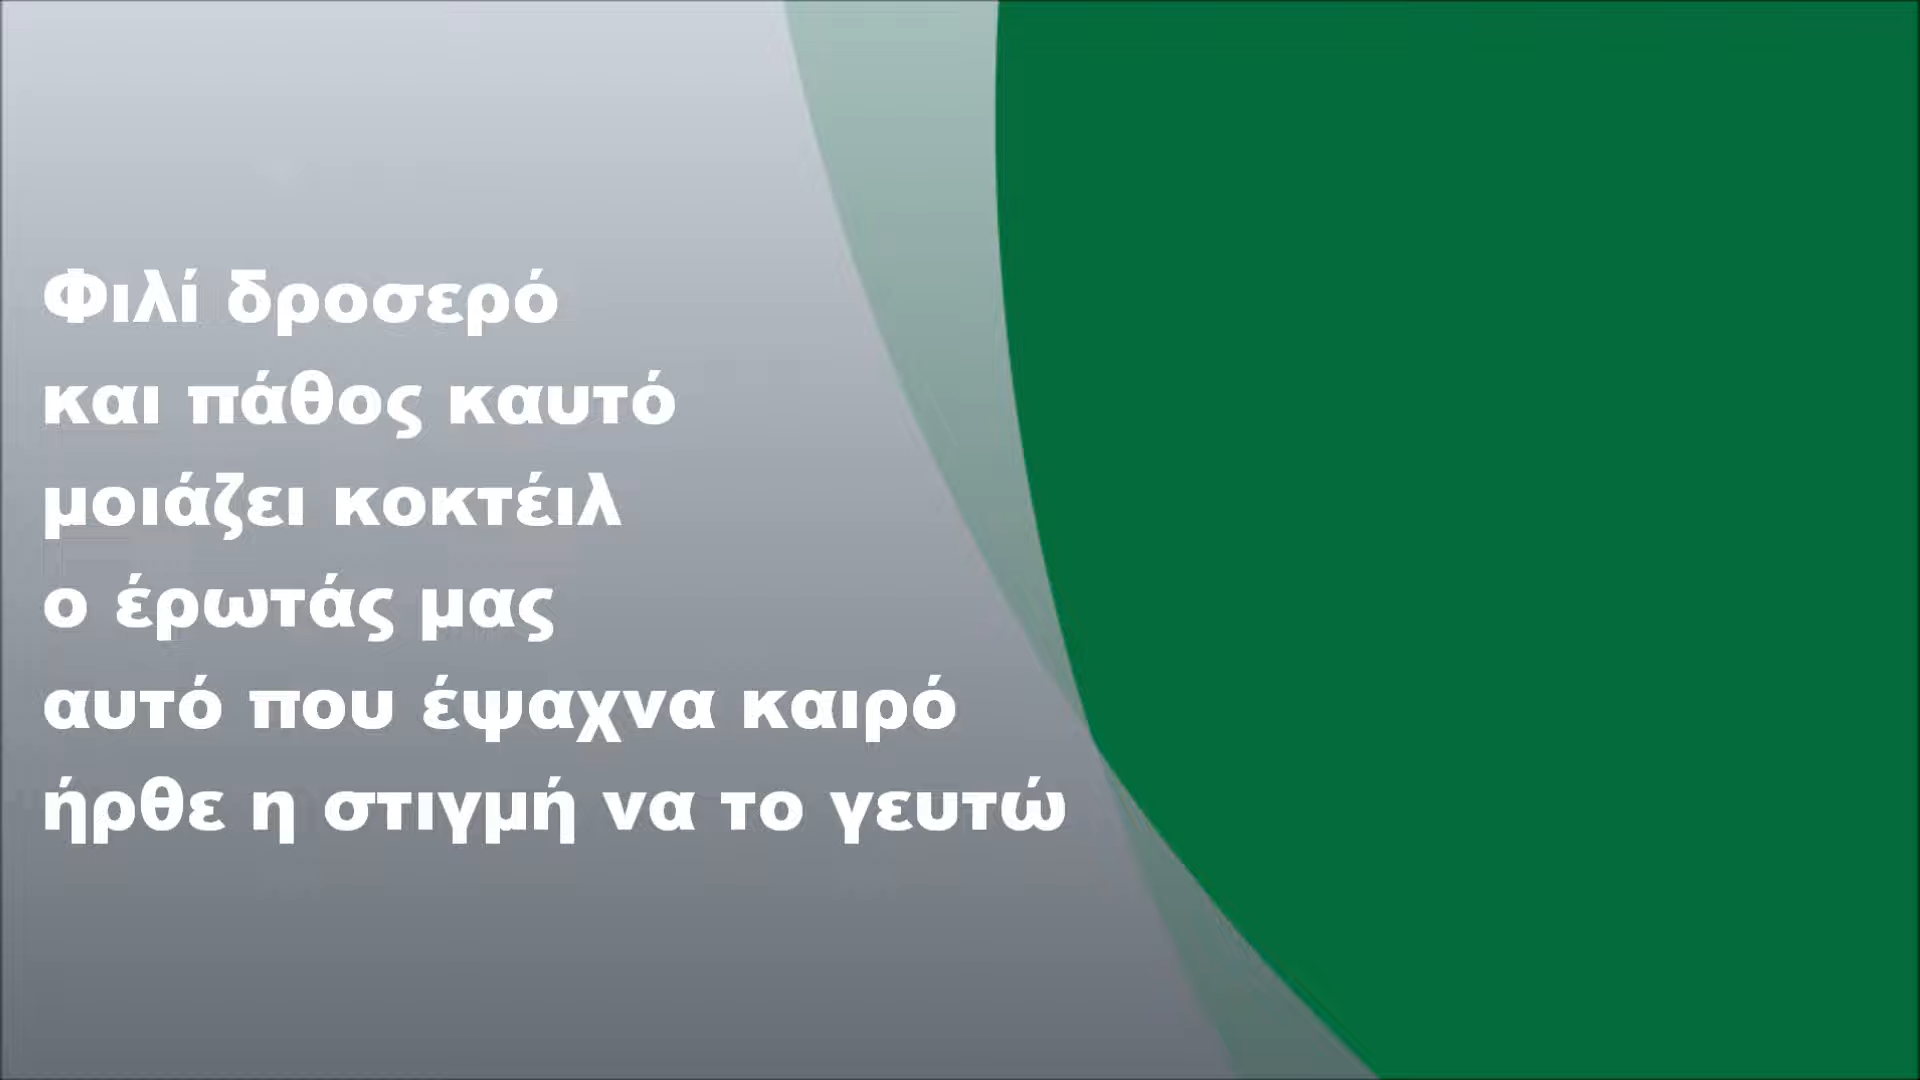 Φιλί δροσερό
και πάθος καυτό
μοιάζει κοκτέιλ
ο έρωτάς μας
αυτό που έψαχνα καιρό
ήρθε η στιγμή να το γευτώ